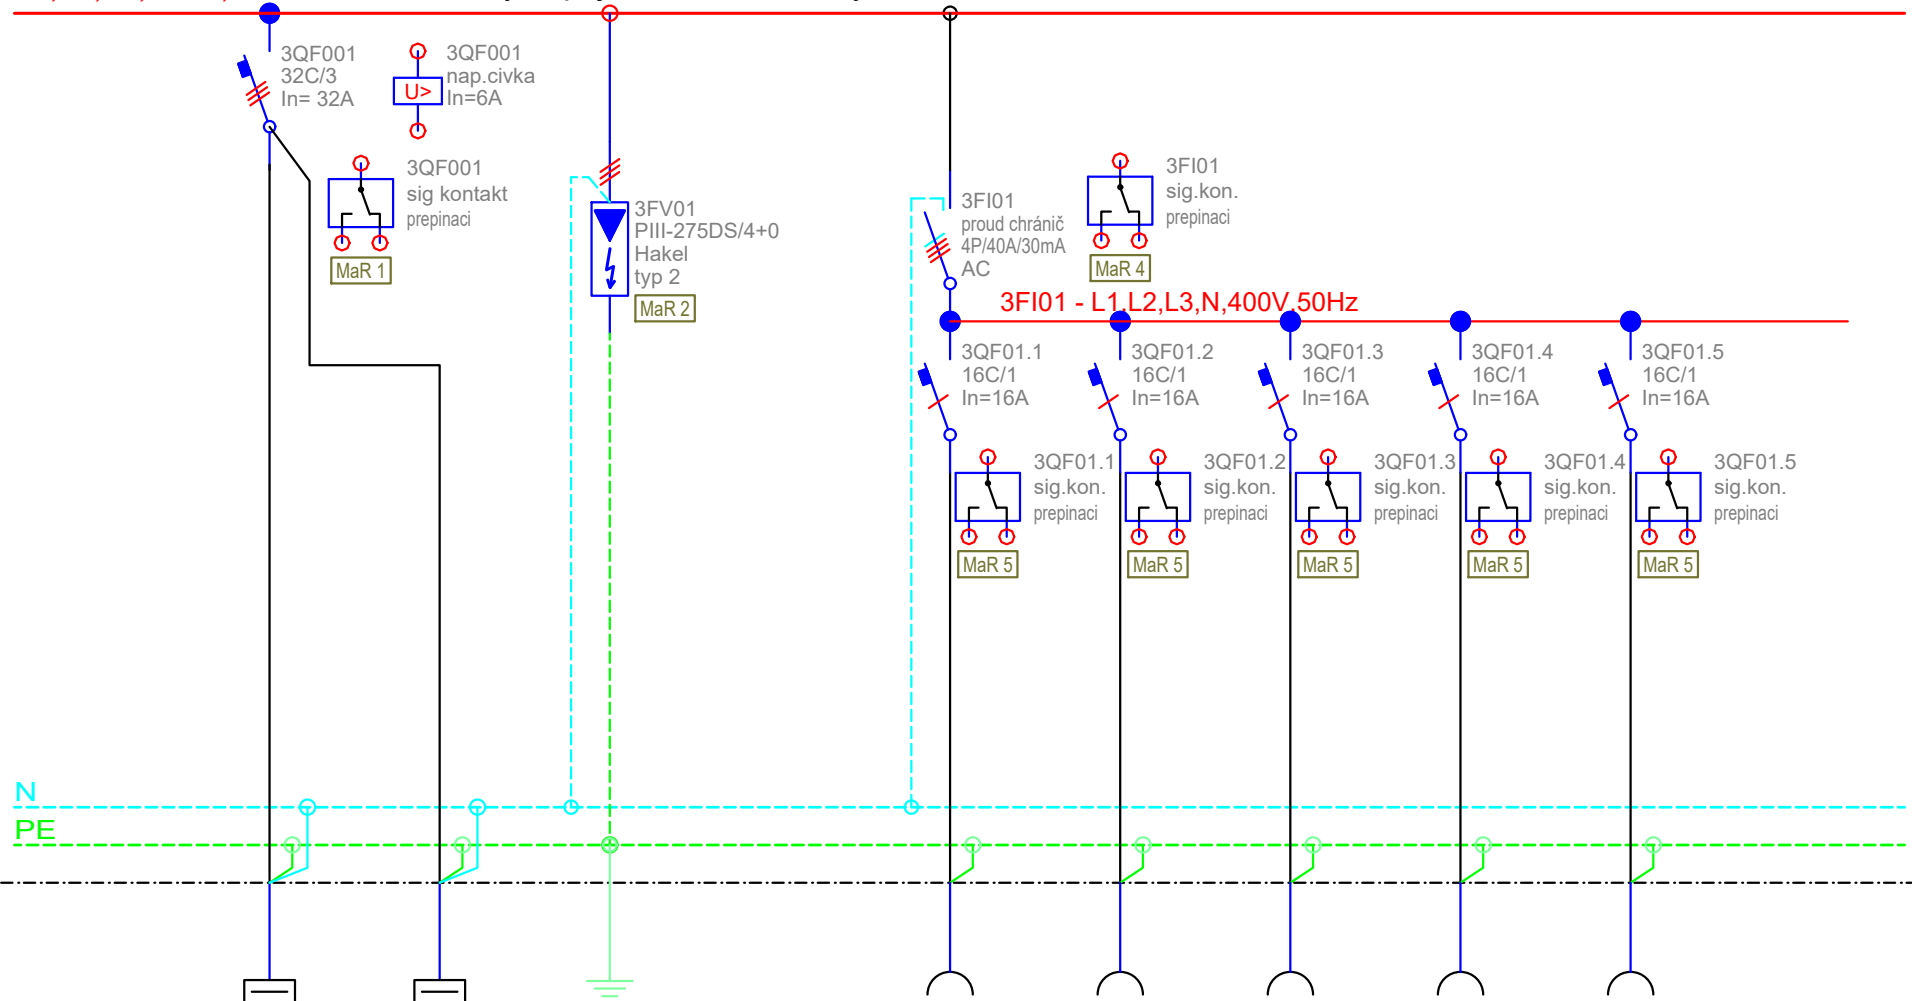 3QF001
32C/3
In= 32A
3QF001
nap.civka
In=6A
U>
3QF001
sig kontakt
prepinaci
MaR 1
3FV01
PIII-275DS/4+0
Hakel
typ 2
MaR 2
3FI01
proud chránič
4P/40A/30mA
AC
3FI01
sig.kon.
prepinaci
MaR 4
3FI01 - L1,L2,L3,N,400V,50Hz
3QF01.1
16C/1
In=16A
3QF01.2
16C/1
In=16A
3QF01.3
16C/1
In=16A
3QF01.4
16C/1
In=16A
3QF01.5
16C/1
In=16A
3QF01.1
sig.kon.
prepinaci
MaR 5
3QF01.2
sig.kon.
prepinaci
MaR 5
3QF01.3
sig.kon.
prepinaci
MaR 5
3QF01.4
sig.kon.
prepinaci
MaR 5
3QF01.5
sig.kon.
prepinaci
MaR 5
N
PE